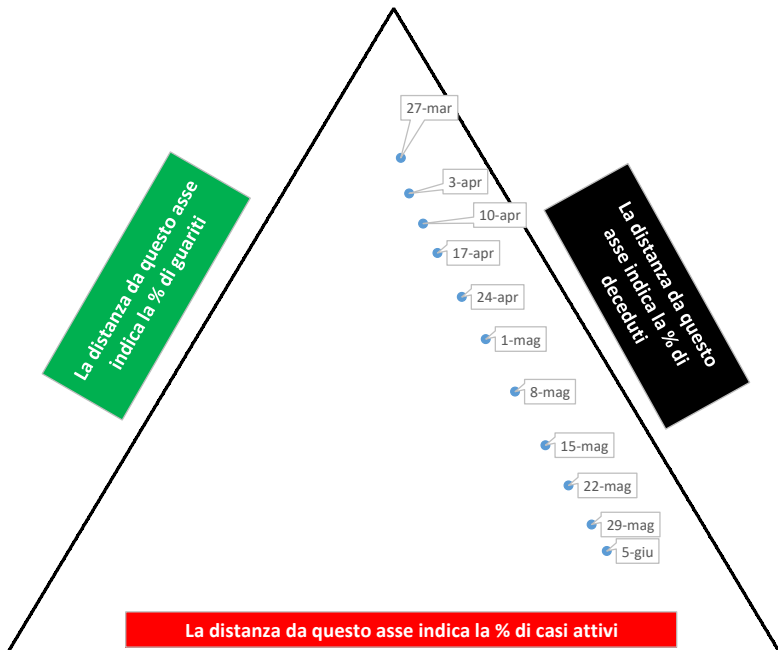 27-mar
3-apr
10-apr
17-apr
24-apr
1-mag
8-mag
15-mag
22-mag
29-mag
5-giu
La distanza da questo asse
indica la % di guariti
La distanza da questo
asse indica la % di
deceduti
La distanza da questo asse indica la % di casi attivi